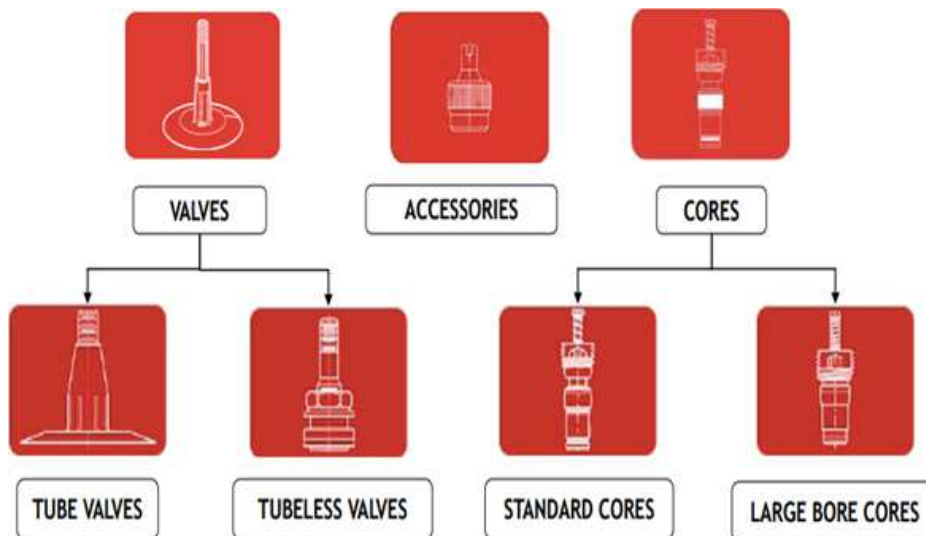 VALVES
ACCESSORIES
CORES
TUBE VALVES
TUBELESS VALVES
STANDARD CORES
LARGE BORE CORES